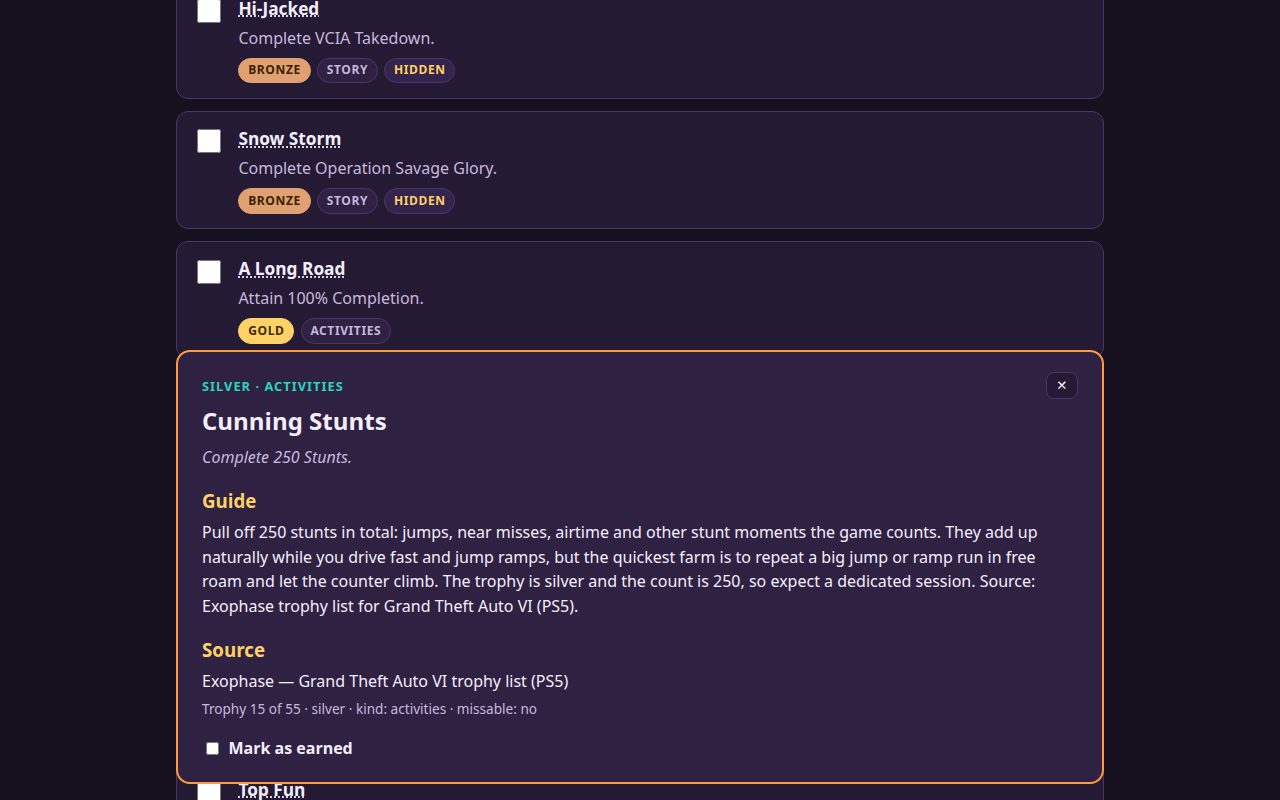 Hi-Jacked
Complete VCIA Takedown.
BRONZE STORY HIDDEN
Snow Storm
Complete Operation Savage Glory.
BRONZE STORY HIDDEN
A Long Road
Attain 100% Completion.
GOLD ACTIVITIES
SILVER · ACTIVITIES ✕
Cunning Stunts
Complete 250 Stunts.
Guide
Pull off 250 stunts in total: jumps, near misses, airtime and other stunt moments the game counts. They add up
naturally while you drive fast and jump ramps, but the quickest farm is to repeat a big jump or ramp run in free
roam and let the counter climb. The trophy is silver and the count is 250, so expect a dedicated session. Source:
Exophase trophy list for Grand Theft Auto VI (PS5).
Source
Exophase — Grand Theft Auto VI trophy list (PS5)
Trophy 15 of 55 · silver · kind: activities · missable: no
Mark as earned
Top Fun